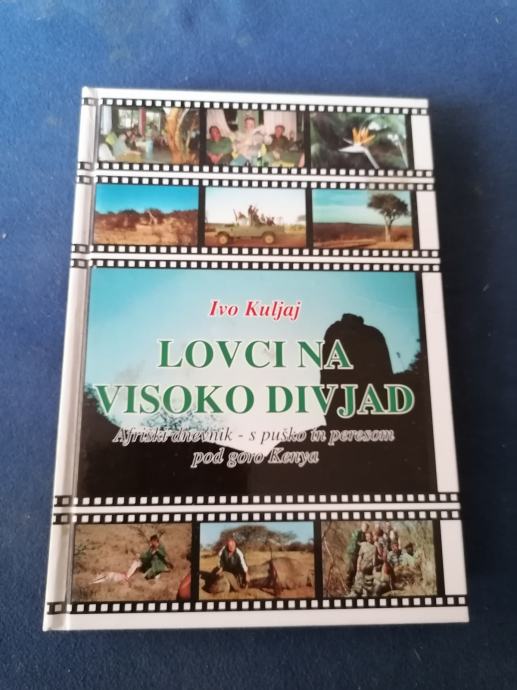 Ivo Kuljaj
LOVCI NA
VISOKO DIVJAD
Afriški dnevnik - s puško in peresom
pod goro Kenya